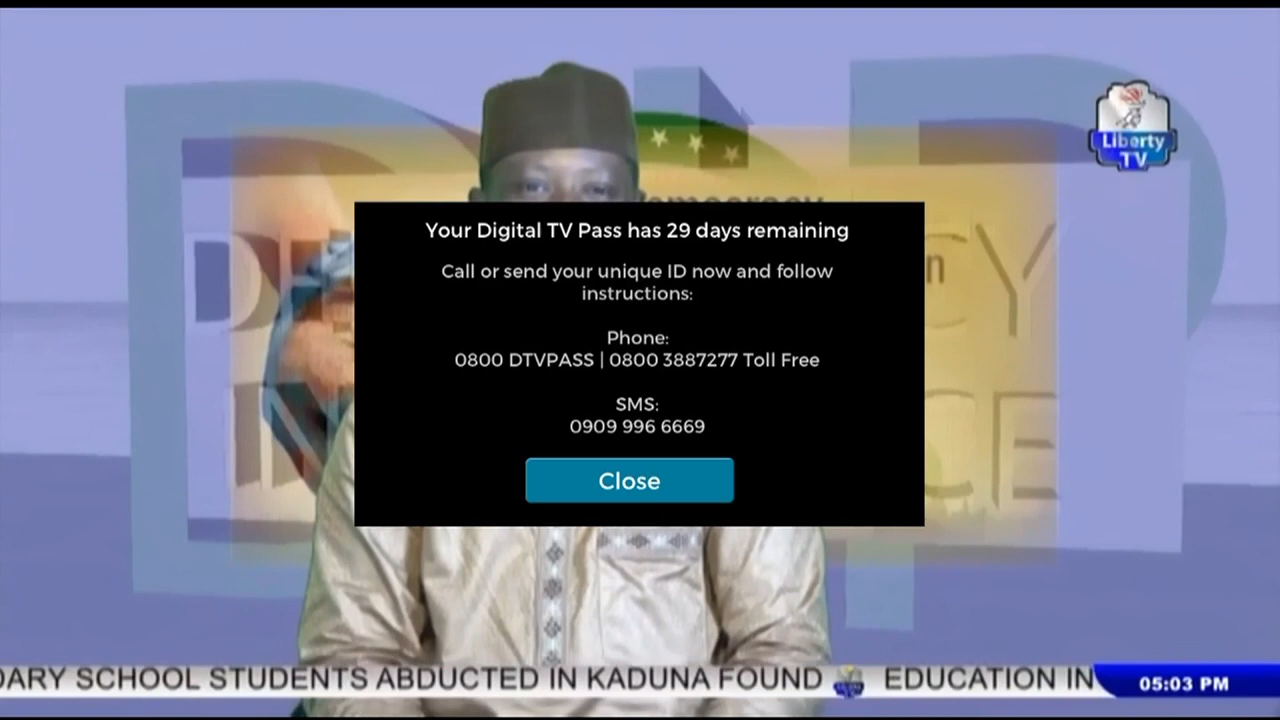 Liberty
TV
Your Digital TV Pass has 29 days remaining
Call or send your unique ID now and follow
instructions:
Phone:
0800 DTVPASS | 0800 3887277 Toll Free
SMS:
0909 996 6669
Close
DARY SCHOOL STUDENTS ABDUCTED IN KADUNA FOUND EDUCATION IN
05:03 PM